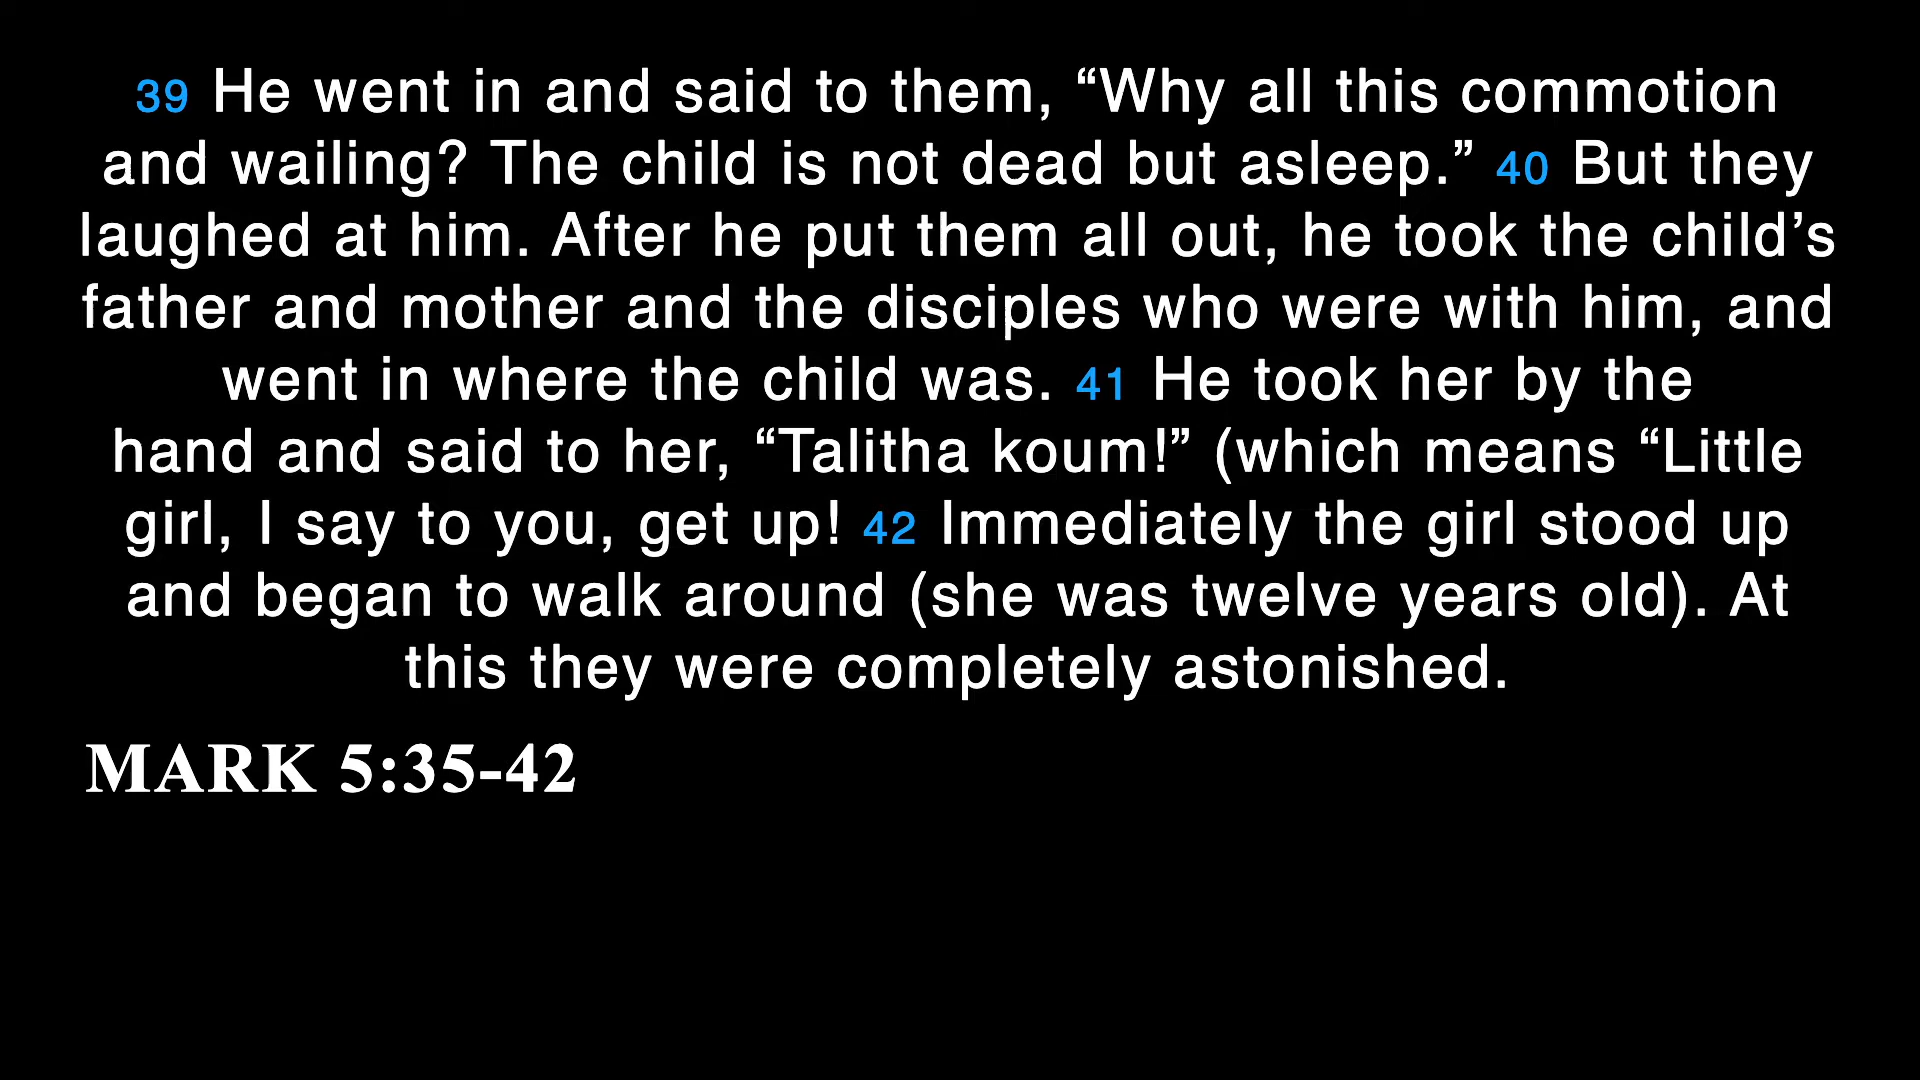 39 He went in and said to them, “Why all this commotion
and wailing? The child is not dead but asleep.” 40 But they
laughed at him. After he put them all out, he took the child’s
father and mother and the disciples who were with him, and
went in where the child was. 41 He took her by the
hand and said to her, “Talitha koum!” (which means “Little
girl, I say to you, get up! 42 Immediately the girl stood up
and began to walk around (she was twelve years old). At
this they were completely astonished.
MARK 5:35-42